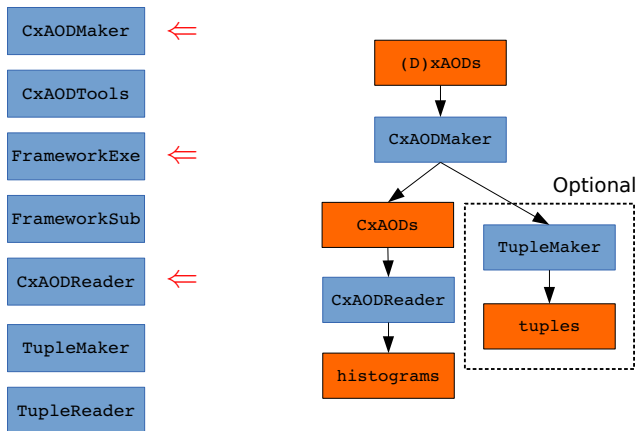 CxAODMaker
⇐
CxAODTools
FrameworkExe
⇐
FrameworkSub
CxAODReader
⇐
TupleMaker
TupleReader
(D)xAODs
CxAODMaker
Optional
CxAODs
TupleMaker
CxAODReader
tuples
histograms